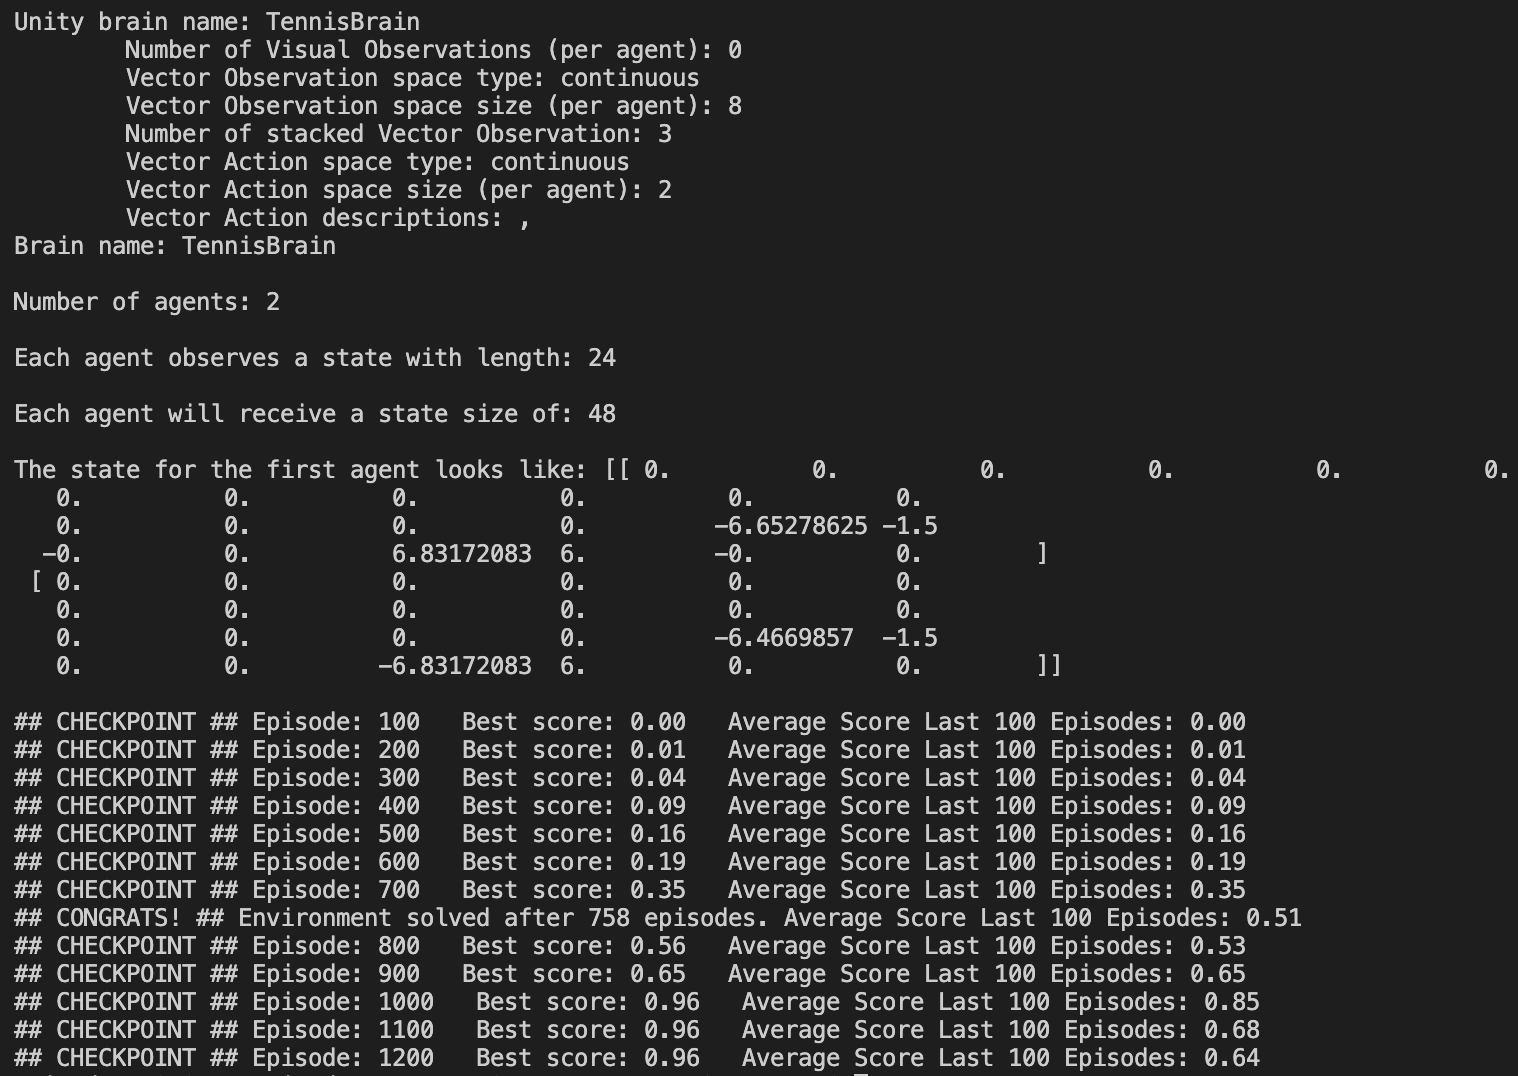 Unity brain name: TennisBrain
Number of Visual Observations (per agent): 0
Vector Observation space type: continuous
Vector Observation space size (per agent): 8
Number of stacked Vector Observation: 3
Vector Action space type: continuous
Vector Action space size (per agent): 2
Vector Action descriptions: ,
Brain name: TennisBrain
Number of agents: 2
Each agent observes a state with length: 24
Each agent will receive a state size of: 48
The state for the first agent looks like: [[ 0. 0. 0. 0. 0. 0.
0. 0. 0. 0. 0. 0.
0. 0. 0. 0. -6.65278625 -1.5
-0. 0. 6.83172083 6. -0. 0. ]
[ 0. 0. 0. 0. 0. 0.
0. 0. 0. 0. 0. 0.
0. 0. 0. 0. -6.4669857 -1.5
0. 0. -6.83172083 6. 0. 0. ]]
## CHECKPOINT ## Episode: 100 Best score: 0.00 Average Score Last 100 Episodes: 0.00
## CHECKPOINT ## Episode: 200 Best score: 0.01 Average Score Last 100 Episodes: 0.01
## CHECKPOINT ## Episode: 300 Best score: 0.04 Average Score Last 100 Episodes: 0.04
## CHECKPOINT ## Episode: 400 Best score: 0.09 Average Score Last 100 Episodes: 0.09
## CHECKPOINT ## Episode: 500 Best score: 0.16 Average Score Last 100 Episodes: 0.16
## CHECKPOINT ## Episode: 600 Best score: 0.19 Average Score Last 100 Episodes: 0.19
## CHECKPOINT ## Episode: 700 Best score: 0.35 Average Score Last 100 Episodes: 0.35
## CONGRATS! ## Environment solved after 758 episodes. Average Score Last 100 Episodes: 0.51
## CHECKPOINT ## Episode: 800 Best score: 0.56 Average Score Last 100 Episodes: 0.53
## CHECKPOINT ## Episode: 900 Best score: 0.65 Average Score Last 100 Episodes: 0.65
## CHECKPOINT ## Episode: 1000 Best score: 0.96 Average Score Last 100 Episodes: 0.85
## CHECKPOINT ## Episode: 1100 Best score: 0.96 Average Score Last 100 Episodes: 0.68
## CHECKPOINT ## Episode: 1200 Best score: 0.96 Average Score Last 100 Episodes: 0.64